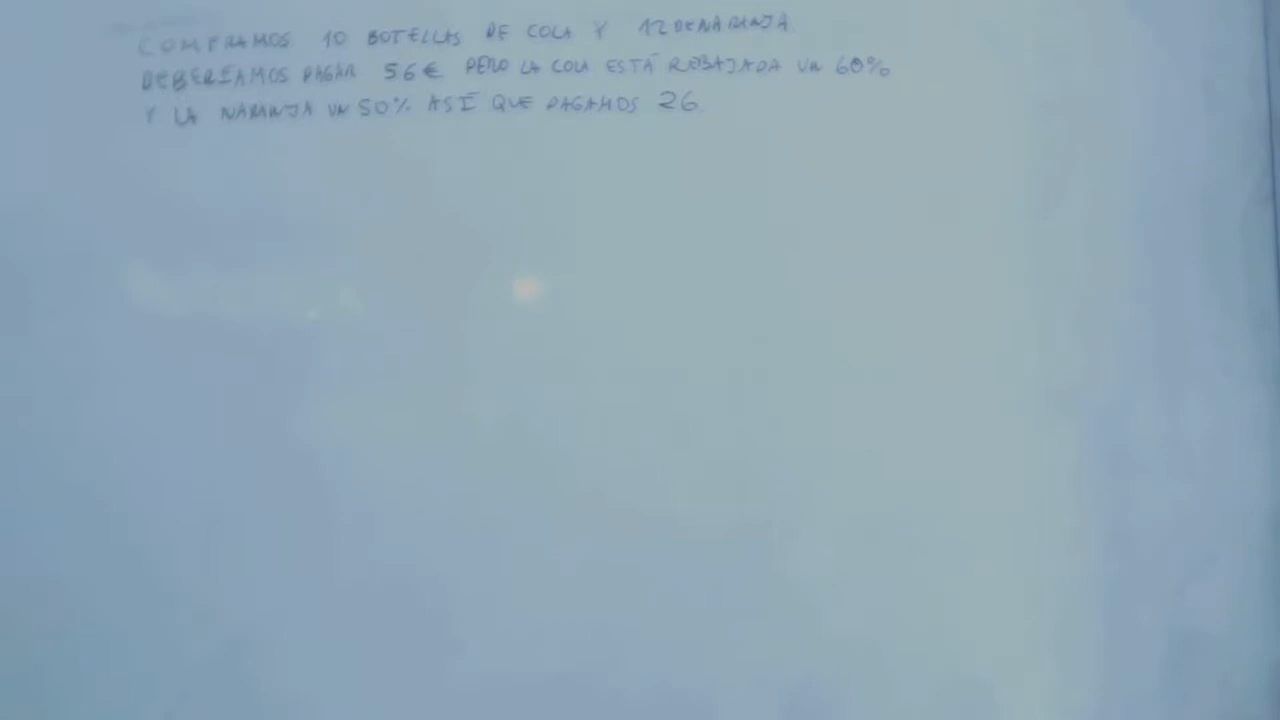 COMPRAMOS 10 BOTELLAS DE COLA Y 12 DE NARANJA
DEBERÍAMOS PAGAR 56€ PERO LA COLA ESTÁ REBAJADA UN 60%
Y LA NARANJA UN 50% ASÍ QUE PAGAMOS 26